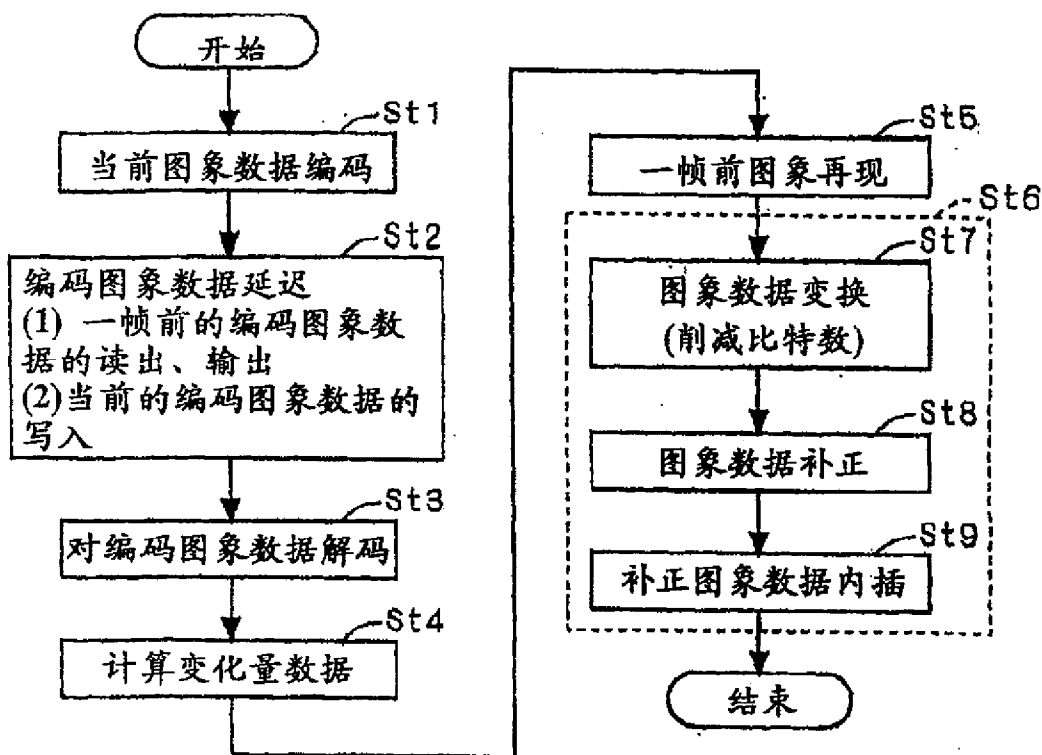 开始
St1
当前图象数据编码
St2
编码图象数据延迟
(1) 一帧前的编码图象数
据的读出、输出
(2)当前的编码图象数据的
写入
St3
对编码图象数据解码
St4
计算变化量数据
St5
一帧前图象再现
St6
St7
图象数据变换
(削减比特数)
St8
图象数据补正
St9
补正图象数据内插
结束